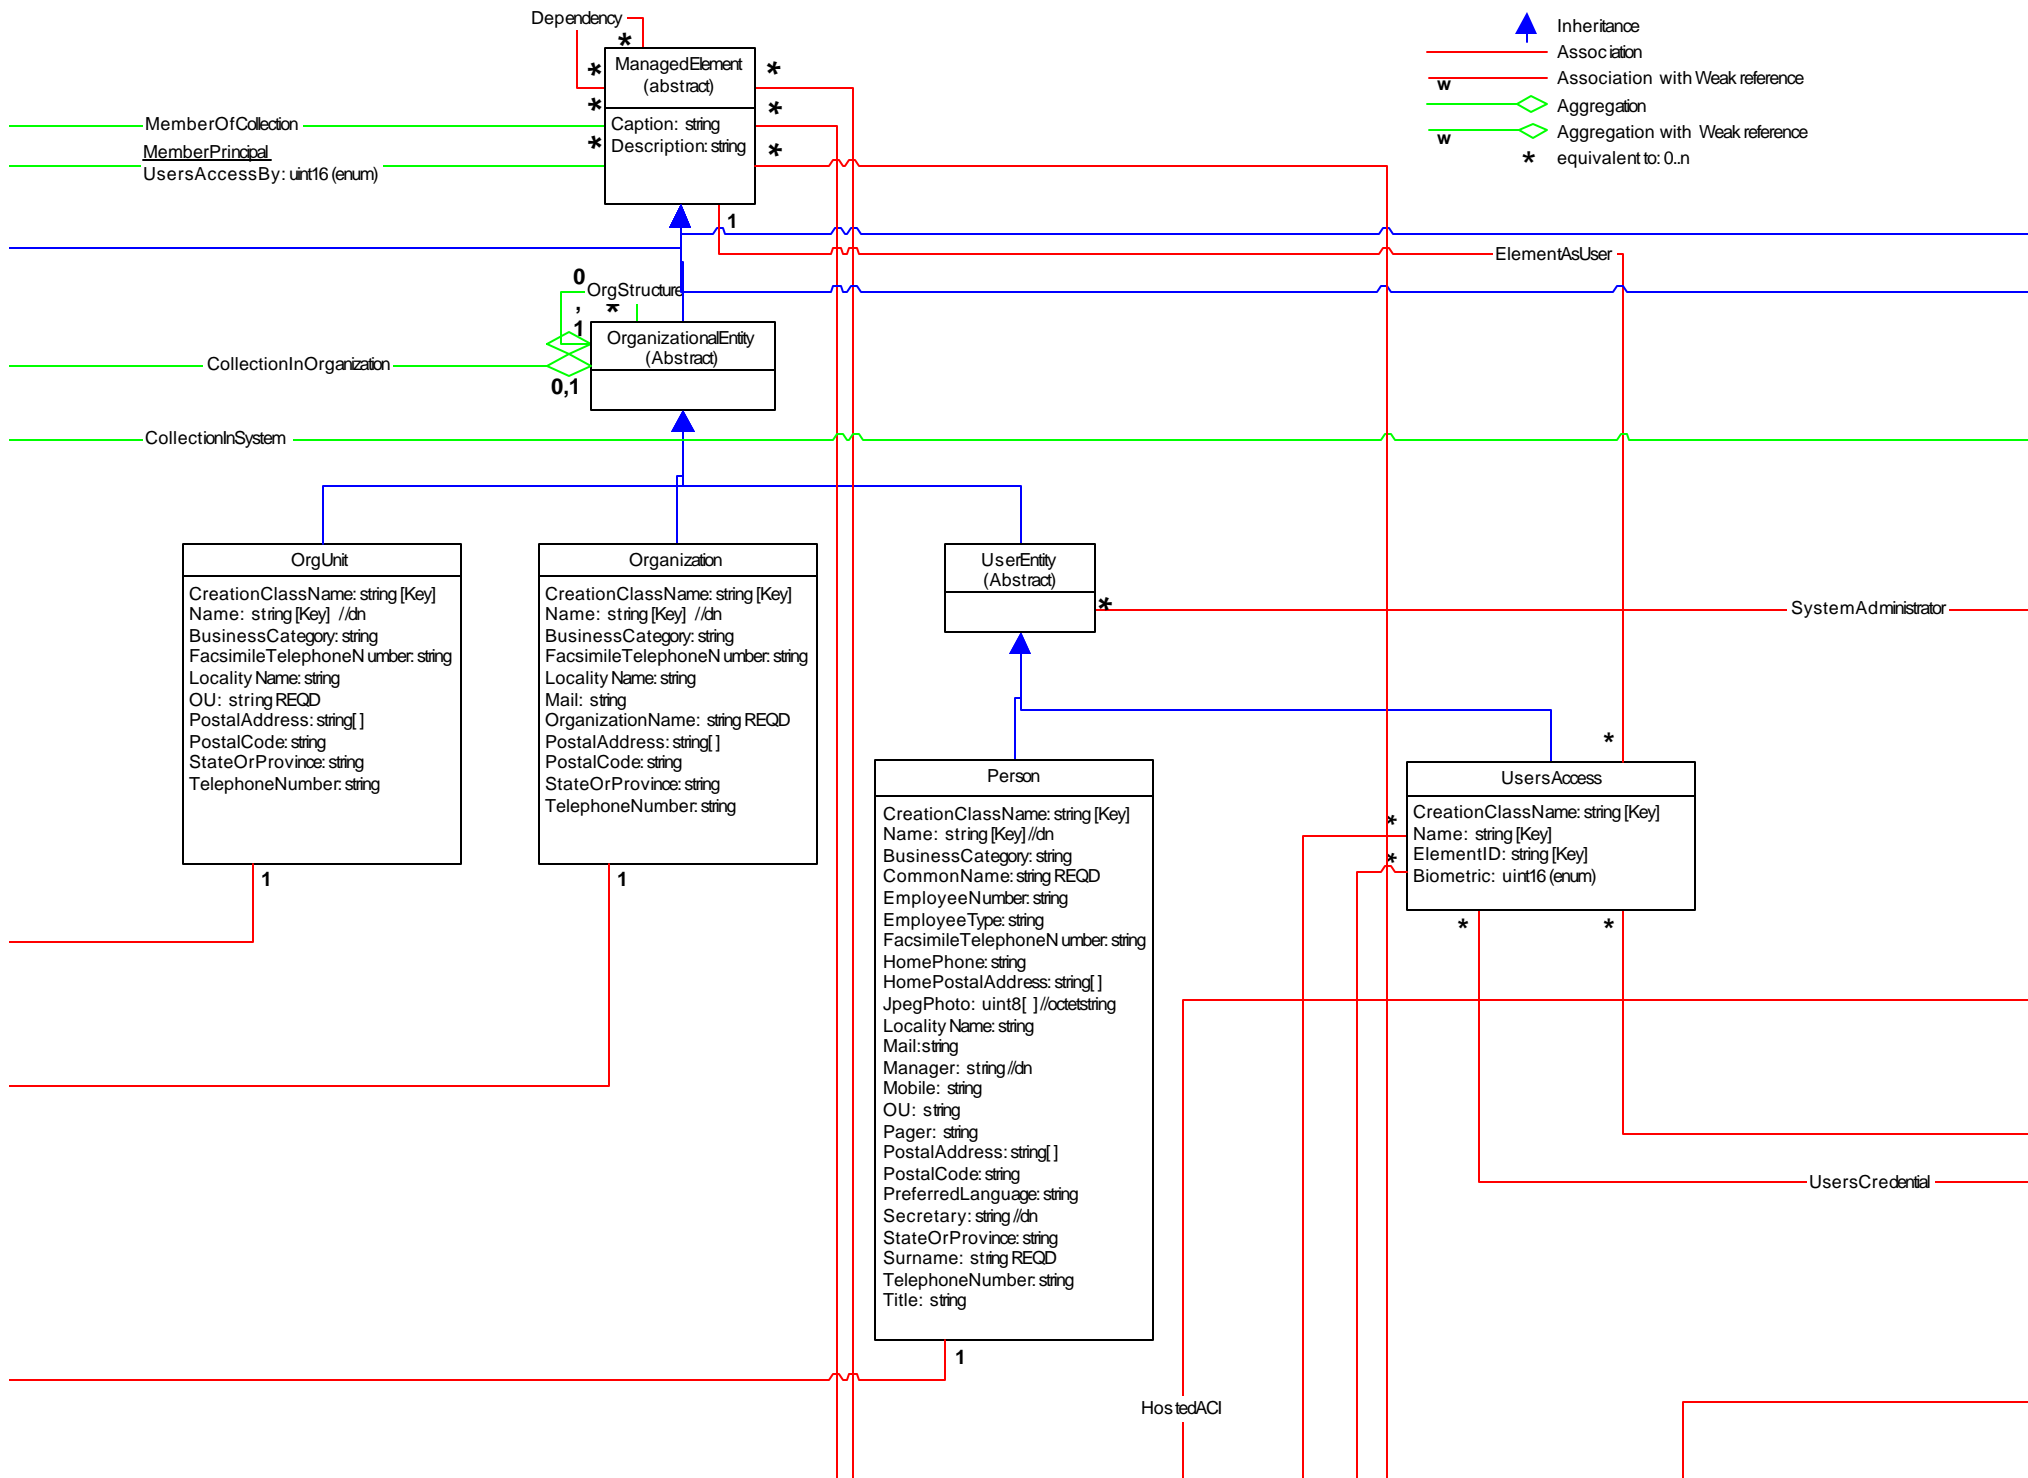 Dependency
*
*
ManagedElement
(abstract)
*
*
*
*
*
Caption: string
Description: string
MemberOfCollection
MemberPrincipal
UsersAccessBy: uint16 (enum)
Inheritance
Association
w
Association with Weak reference
Aggregation
w
Aggregation with Weak reference
*
equivalent to: 0..n
1
ElementAsUser
0
,
1
OrgStructure
*
OrganizationalEntity
(Abstract)
CollectionInOrganization
0,1
CollectionInSystem
OrgUnit
CreationClassName: string [Key]
Name: string [Key] //dn
BusinessCategory: string
FacsimileTelephoneNumber: string
LocalityName: string
OU: string REQD
PostalAddress: string[ ]
PostalCode: string
StateOrProvince: string
TelephoneNumber: string
1
Organization
CreationClassName: string [Key]
Name: string [Key] //dn
BusinessCategory: string
FacsimileTelephoneNumber: string
LocalityName: string
Mail: string
OrganizationName: string REQD
PostalAddress: string[ ]
PostalCode: string
StateOrProvince: string
TelephoneNumber: string
1
UserEntity
(Abstract)
*
SystemAdministrator
Person
CreationClassName: string [Key]
Name: string [Key] //dn
BusinessCategory: string
CommonName: string REQD
EmployeeNumber: string
EmployeeType: string
FacsimileTelephoneNumber: string
HomePhone: string
HomePostalAddress: string[ ]
JpegPhoto: uint8[ ] //octetstring
LocalityName: string
Mail:string
Manager: string //dn
Mobile: string
OU: string
Pager: string
PostalAddress: string[ ]
PostalCode: string
PreferredLanguage: string
Secretary: string //dn
StateOrProvince: string
Surname: string REQD
TelephoneNumber: string
Title: string
1
*
UsersAccess
CreationClassName: string [Key]
Name: string [Key]
ElementID: string [Key]
Biometric: uint16 (enum)
*
*
*
*
UsersCredential
HostedACI